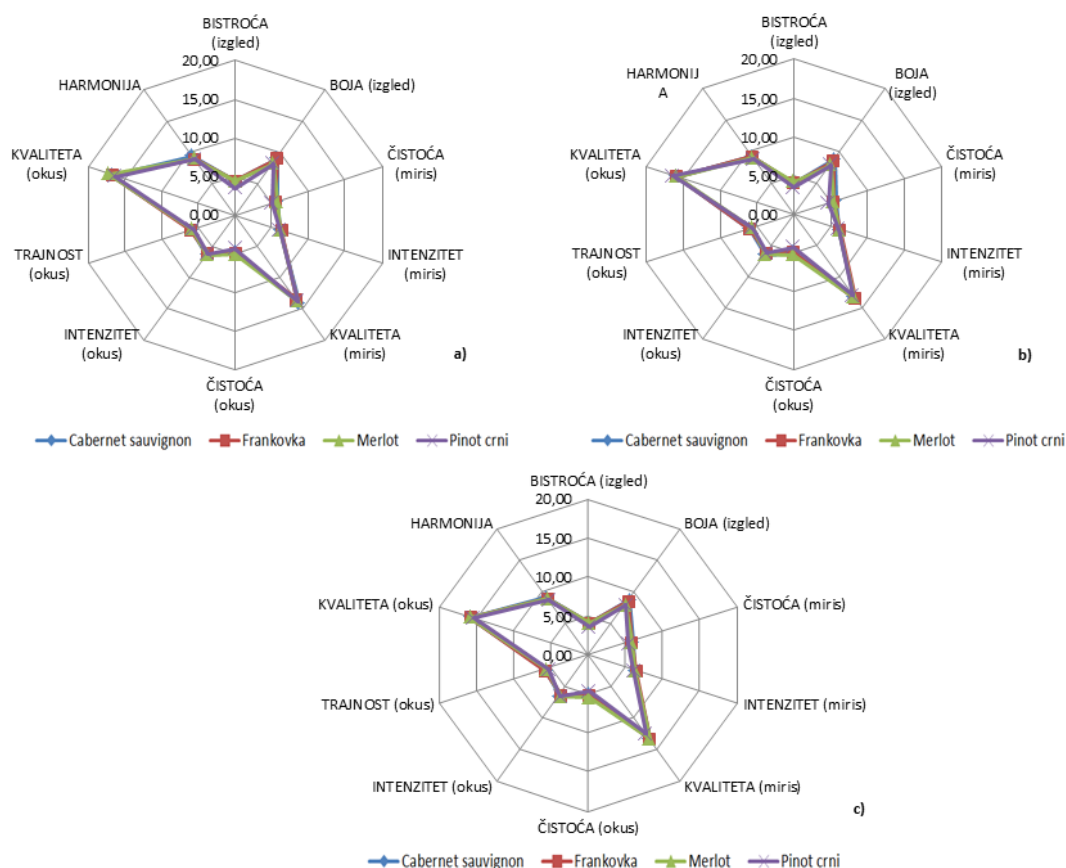 BISTROĆA
(izgled)
20,00
15,00
10,00
5,00
0,00
BOJA (izgled)
ČISTOĆA
(miris)
INTENZITET
(miris)
KVALITETA
(miris)
ČISTOĆA
(okus)
INTENZITET
(okus)
TRAJNOST
(okus)
KVALITETA
(okus)
HARMONIJA
a)
Cabernet sauvignon Frankovka Merlot Pinot crni
BISTROĆA
(izgled)
20,00
15,00
10,00
5,00
0,00
BOJA
(izgled)
ČISTOĆA
(miris)
INTENZITET
(miris)
KVALITETA
(miris)
ČISTOĆA
(okus)
INTENZITET
(okus)
TRAJNOST
(okus)
KVALITETA
(okus)
HARMONIJ
A
b)
Cabernet sauvignon Frankovka Merlot Pinot crni
BISTROĆA (izgled)
20,00
15,00
10,00
5,00
0,00
BOJA (izgled)
ČISTOĆA (miris)
INTENZITET (miris)
KVALITETA (miris)
ČISTOĆA (okus)
INTENZITET (okus)
TRAJNOST (okus)
KVALITETA (okus)
HARMONIJA
c)
Cabernet sauvignon Frankovka Merlot Pinot crni